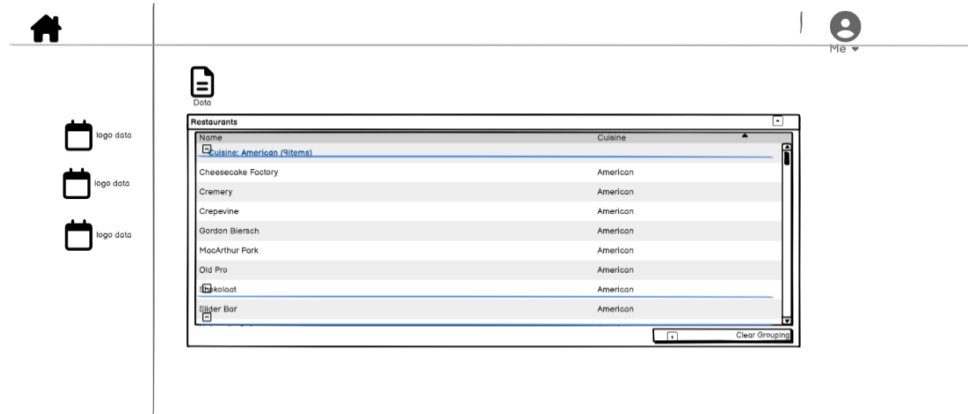 Me
Data
logo data
logo data
logo data
Restaurants
Name Cuisine
Cuisine: American (9items)
Cheesecake Factory American
Cremery American
Crepevine American
Gordon Biersch American
MacArthur Park American
Old Pro American
Shokolaat American
Slider Bar American
Clear Grouping